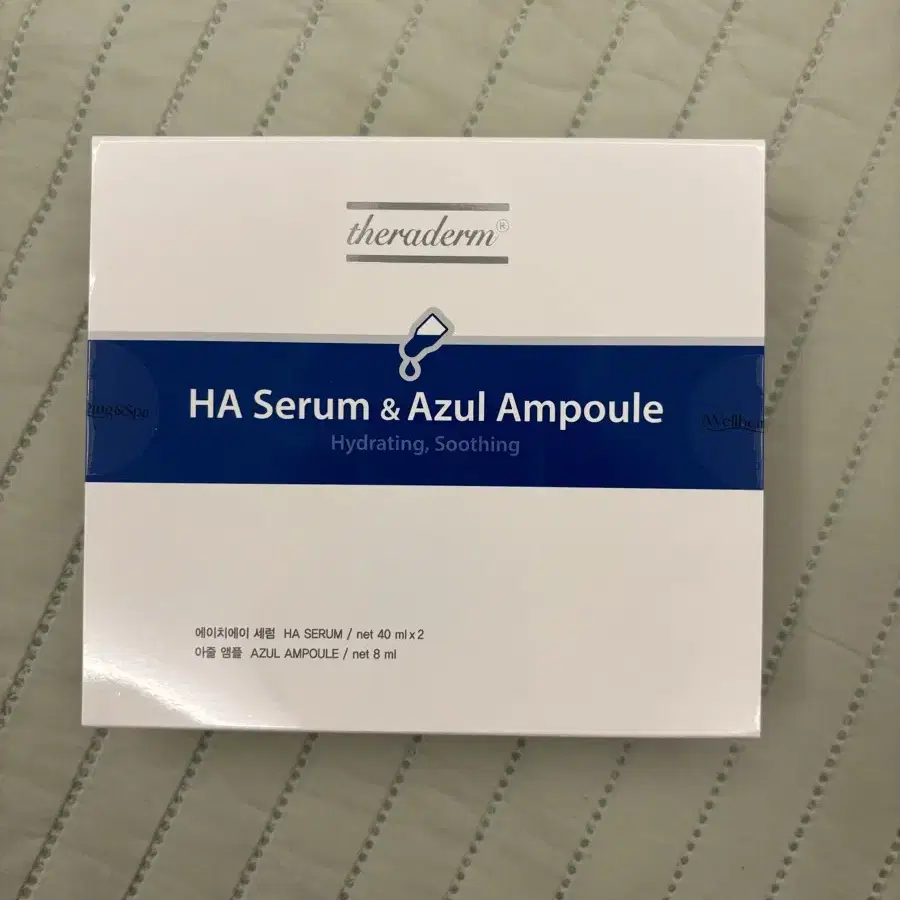 theraderm®
HA Serum & Azul Ampoule
Hydrating, Soothing
에이치에이 세럼 HA SERUM / net 40 ml x 2
아줄 앰플 AZUL AMPOULE / net 8 ml